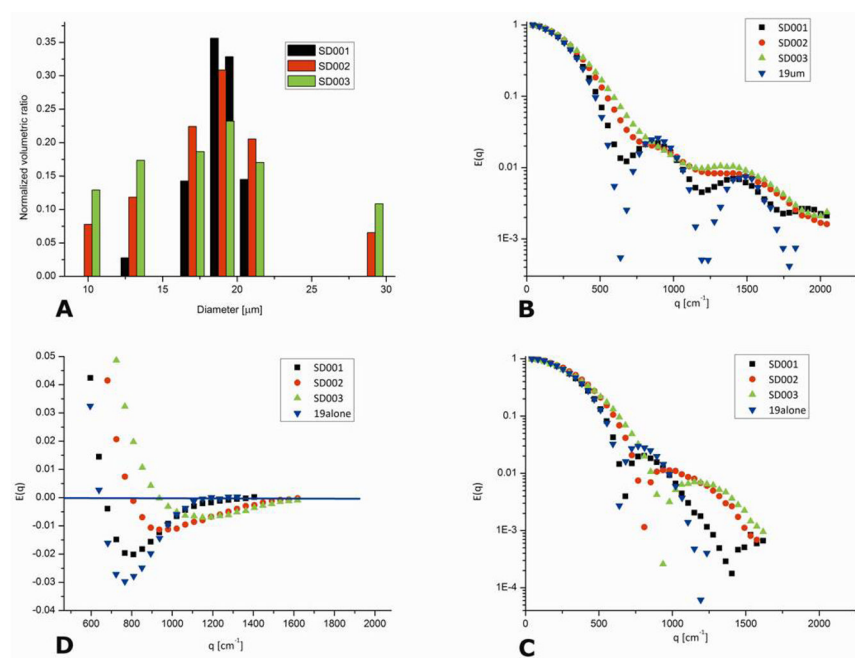 SD001
SD002
SD003
Normalized volumetric ratio
0.35
0.30
0.25
0.20
0.15
0.10
0.05
0.00
10
15
20
25
30
Diameter [µm]
A
SD001
SD002
SD003
19um
E(q)
1
0.1
0.01
1E-3
0
500
1000
1500
2000
q [cm⁻¹]
B
SD001
SD002
SD003
19alone
E(q)
0.05
0.04
0.03
0.02
0.01
0.00
-0.01
-0.02
-0.03
-0.04
600
800
1000
1200
1400
1600
1800
2000
q [cm⁻¹]
D
SD001
SD002
SD003
19alone
E(q)
1
0.1
0.01
1E-3
1E-4
0
500
1000
1500
2000
q [cm⁻¹]
C